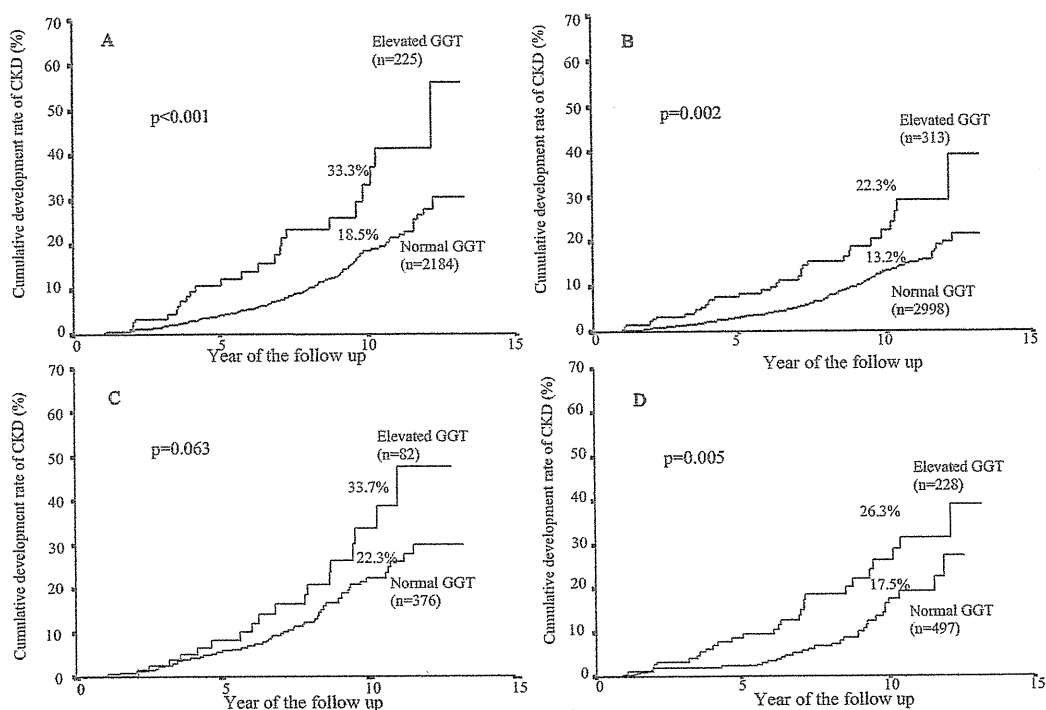 Cumulative development rate of CKD (%)
70
60
50
40
30
20
10
0
A
p<0.001
Elevated GGT
(n=225)
33.3%
18.5%
Normal GGT
(n=2184)
0
5
10
15
Year of the follow up
Cumulative development rate of CKD (%)
70
60
50
40
30
20
10
0
B
p=0.002
Elevated GGT
(n=313)
22.3%
13.2%
Normal GGT
(n=2998)
0
5
10
15
Year of the follow up
Cumulative development rate of CKD (%)
70
60
50
40
30
20
10
0
C
p=0.063
Elevated GGT
(n=82)
33.7%
22.3%
Normal GGT
(n=376)
0
5
10
15
Year of the follow up
Cumulative development rate of CKD (%)
70
60
50
40
30
20
10
0
D
p=0.005
Elevated GGT
(n=228)
26.3%
17.5%
Normal GGT
(n=497)
0
5
10
15
Year of the follow up